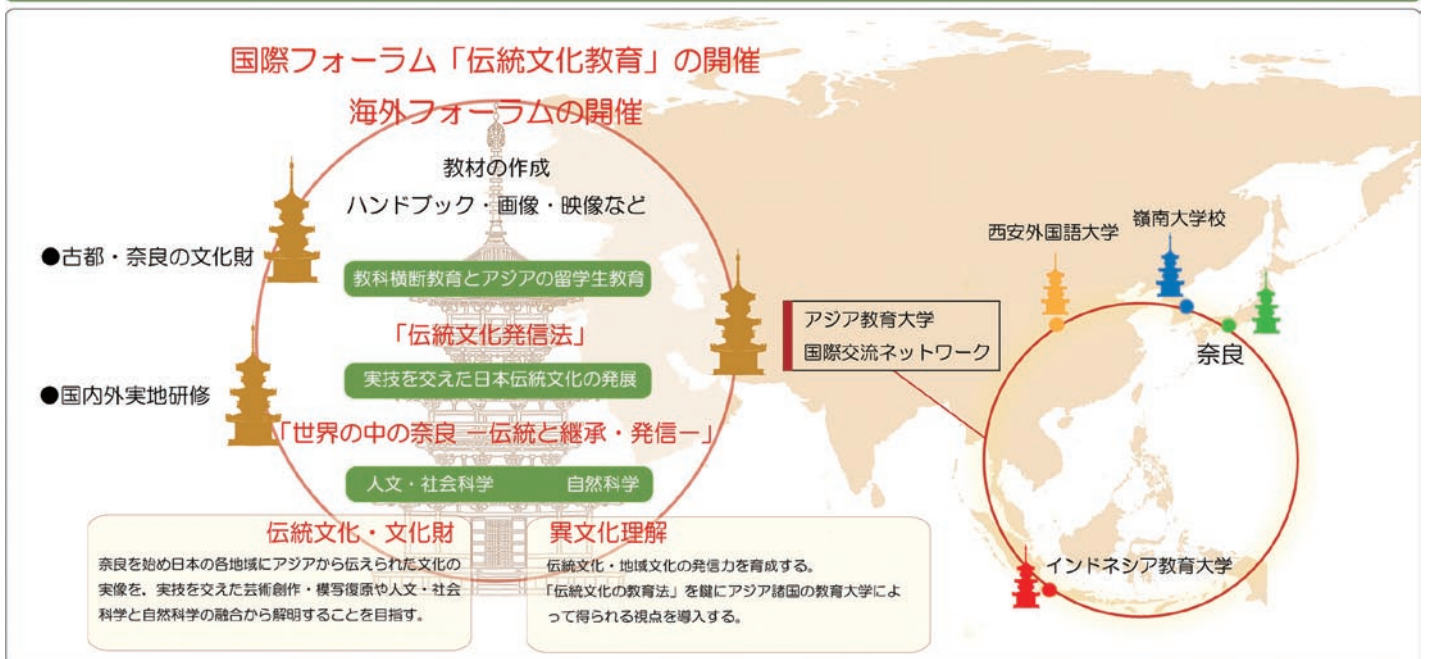 国際フォーラム「伝統文化教育」の開催
海外フォーラムの開催
教材の作成
ハンドブック・画像・映像など
●古都・奈良の文化財
教科横断教育とアジアの留学生教育
「伝統文化発信法」
実技を交えた日本伝統文化の発展
●国内外実地研修
「世界の中の奈良 －伝統と継承・発信－」
人文・社会科学　自然科学
伝統文化・文化財
奈良を始め日本の各地域にアジアから伝えられた文化の
実像を、実技を交えた芸術創作・模写復原や人文・社会
科学と自然科学の融合から解明することを目指す。
異文化理解
伝統文化・地域文化の発信力を育成する。
「伝統文化の教育法」を鍵にアジア諸国の教育大学によ
って得られる視点を導入する。
アジア教育大学
国際交流ネットワーク
西安外国語大学
嶺南大学校
奈良
インドネシア教育大学